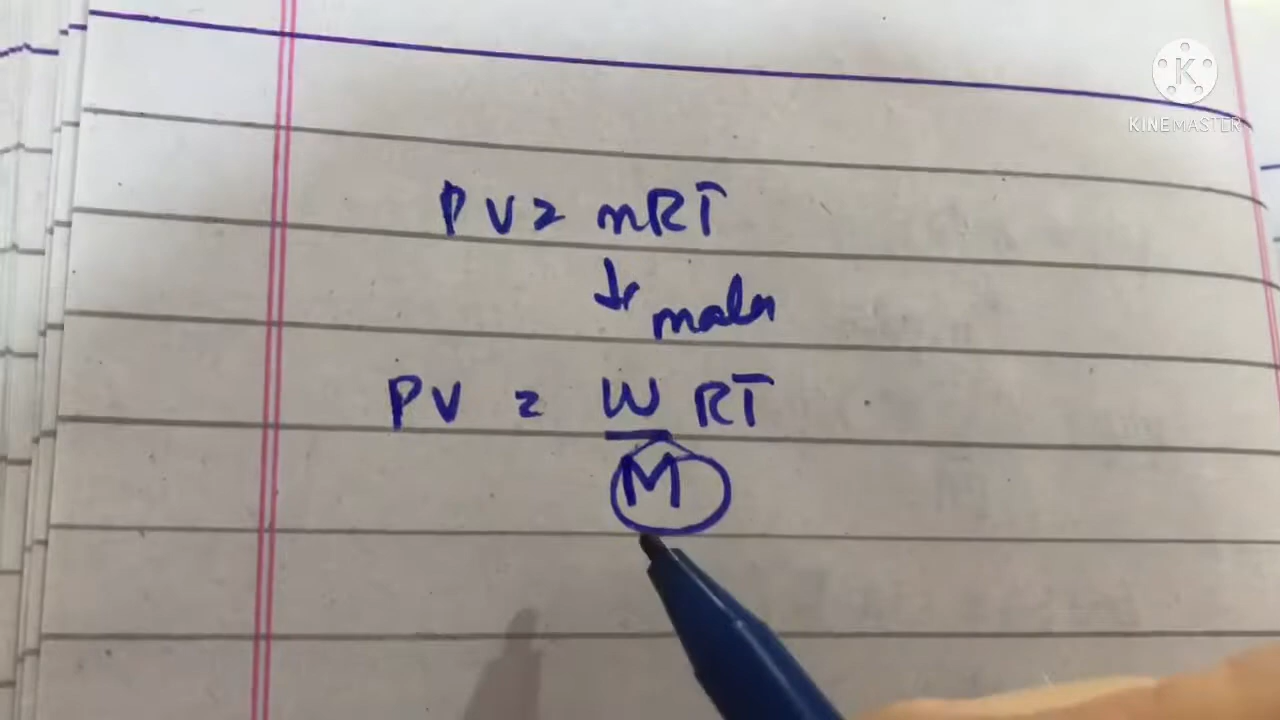 K
KINEMASTER
PV = nRT
moles
PV = W RT
M